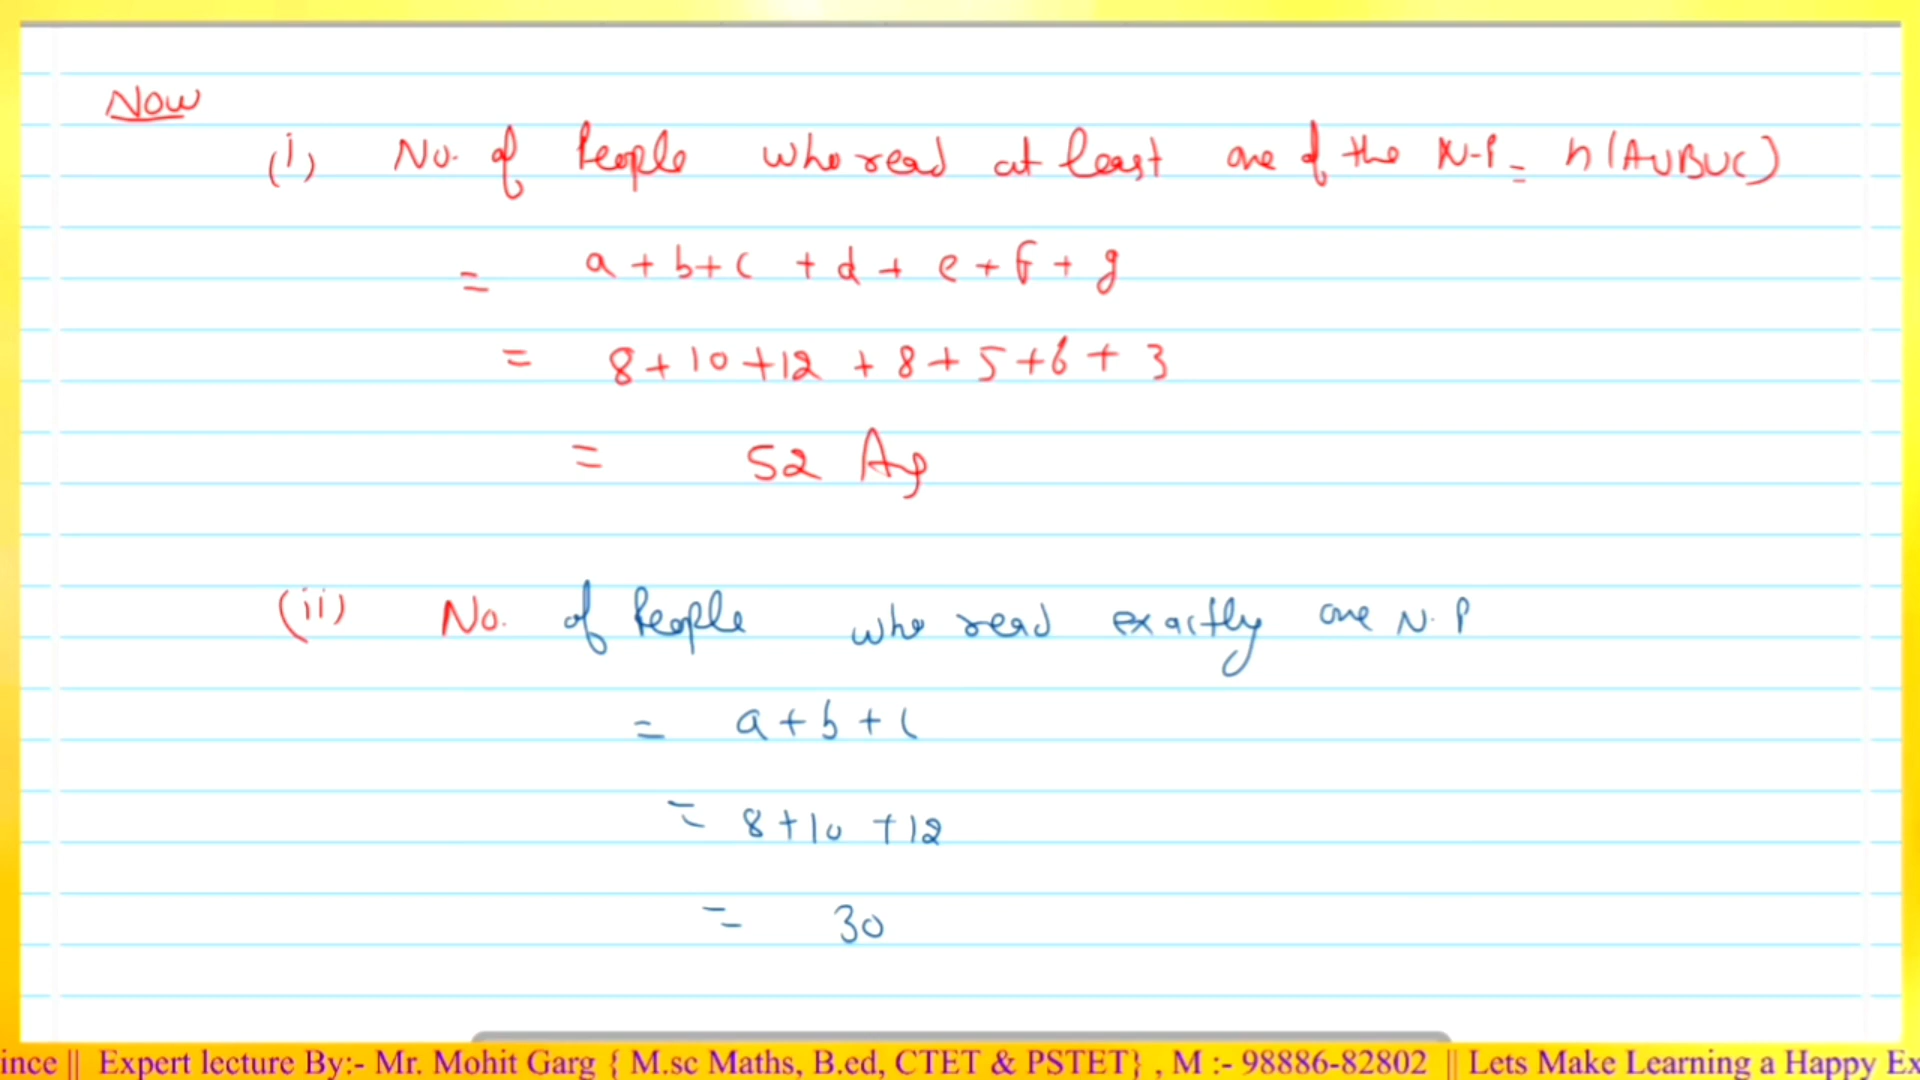 Now
(i) No. of People who read at least one of the N-P = n(AUBUC)
= a + b + c + d + e + f + g
= 8 + 10 + 12 + 8 + 5 + 6 + 3
= 52 Ans
(ii) No. of People who read exactly one N.P
= a + b + c
= 8 + 10 + 12
= 30
ince || Expert lecture By:- Mr. Mohit Garg { M.sc Maths, B.ed, CTET & PSTET} , M :- 98886-82802 || Lets Make Learning a Happy Ex